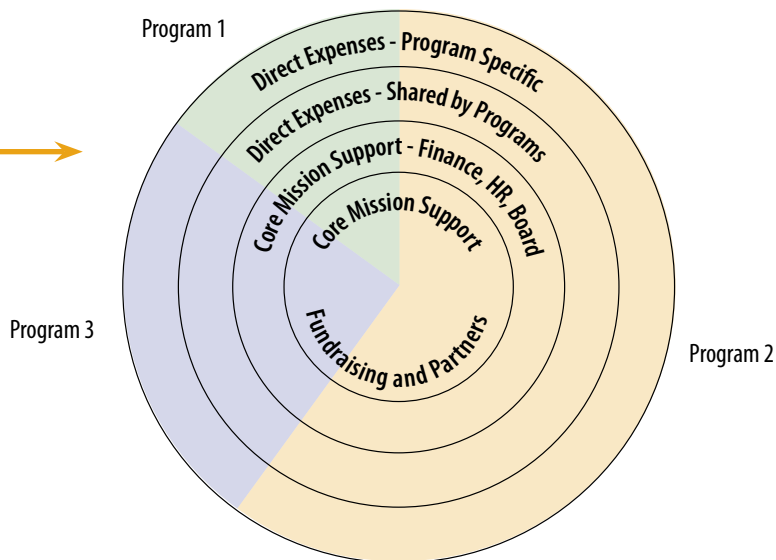 Program 1
Direct Expenses - Program Specific
Direct Expenses - Shared by Programs
Core Mission Support - Finance, HR, Board
Core Mission Support
Fundraising and Partners
Program 3
Program 2